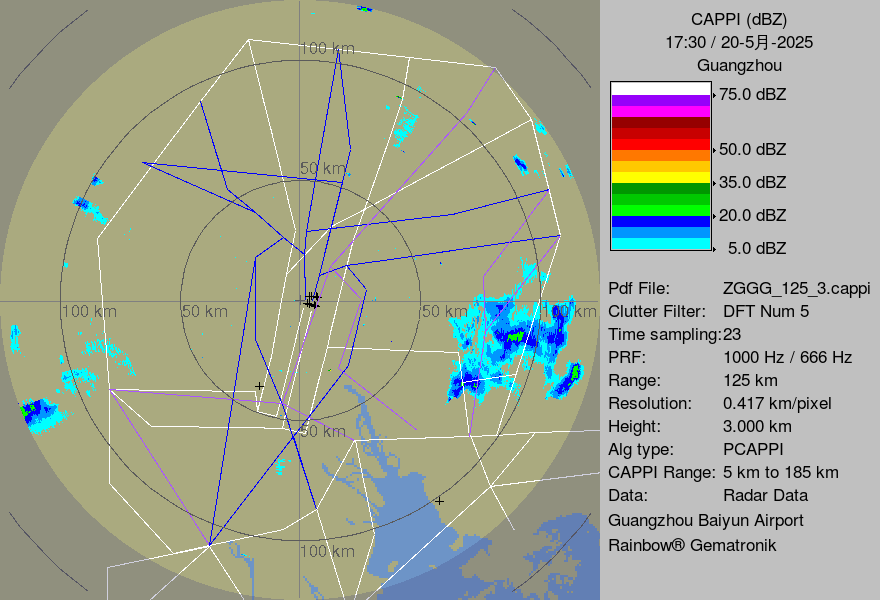 CAPPI (dBZ)
17:30 / 20-5月-2025
Guangzhou
75.0 dBZ
50.0 dBZ
35.0 dBZ
20.0 dBZ
5.0 dBZ
Pdf File: ZGGG_125_3.cappi
Clutter Filter: DFT Num 5
Time sampling:23
PRF: 1000 Hz / 666 Hz
Range: 125 km
Resolution: 0.417 km/pixel
Height: 3.000 km
Alg type: PCAPPI
CAPPI Range: 5 km to 185 km
Data: Radar Data
Guangzhou Baiyun Airport
Rainbow® Gematronik
100 km
50 km
100 km
50 km
50 km
100 km
50 km
100 km